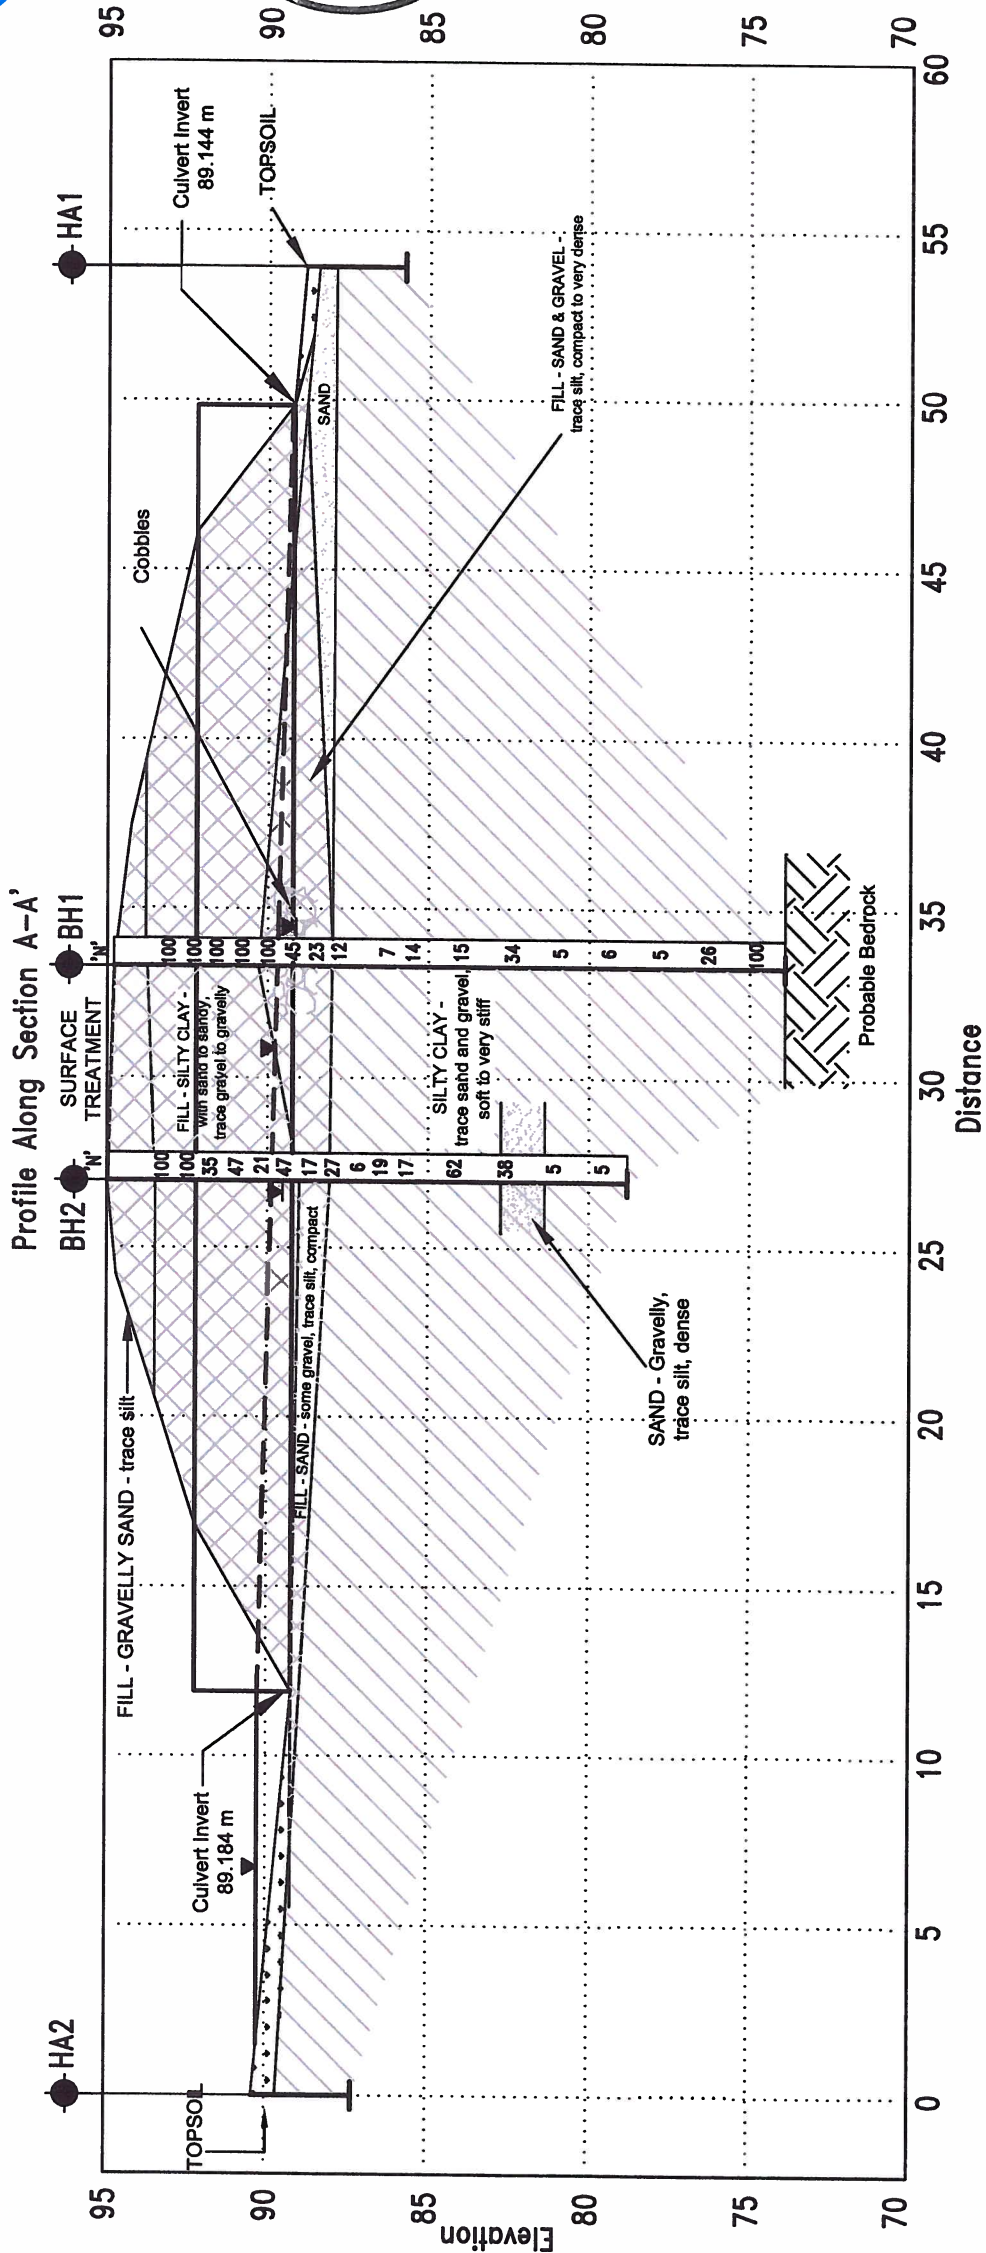 Profile Along Section A-A'
HA2
BH2
'N'
SURFACE
TREATMENT
BH1
'N'
HA1
95
90
85
80
75
70
Elevation
95
90
85
80
75
70
TOPSOIL
Culvert Invert
89.184 m
FILL - GRAVELLY SAND - trace silt
FILL - SAND - some gravel, trace silt, compact
FILL - SILTY CLAY -
with sand to sandy,
trace gravel to gravelly
Cobbles
Culvert Invert
89.144 m
TOPSOIL
SAND
FILL - SAND & GRAVEL -
trace silt, compact to very dense
SILTY CLAY -
trace sand and gravel,
soft to very stiff
SAND - Gravelly,
trace silt, dense
Probable Bedrock
100
100
35
47
21
47
17
27
6
19
17
62
38
5
5
100
100
100
100
100
45
23
12
7
14
15
34
5
6
5
26
100
0
5
10
15
20
25
30
35
40
45
50
55
60
Distance